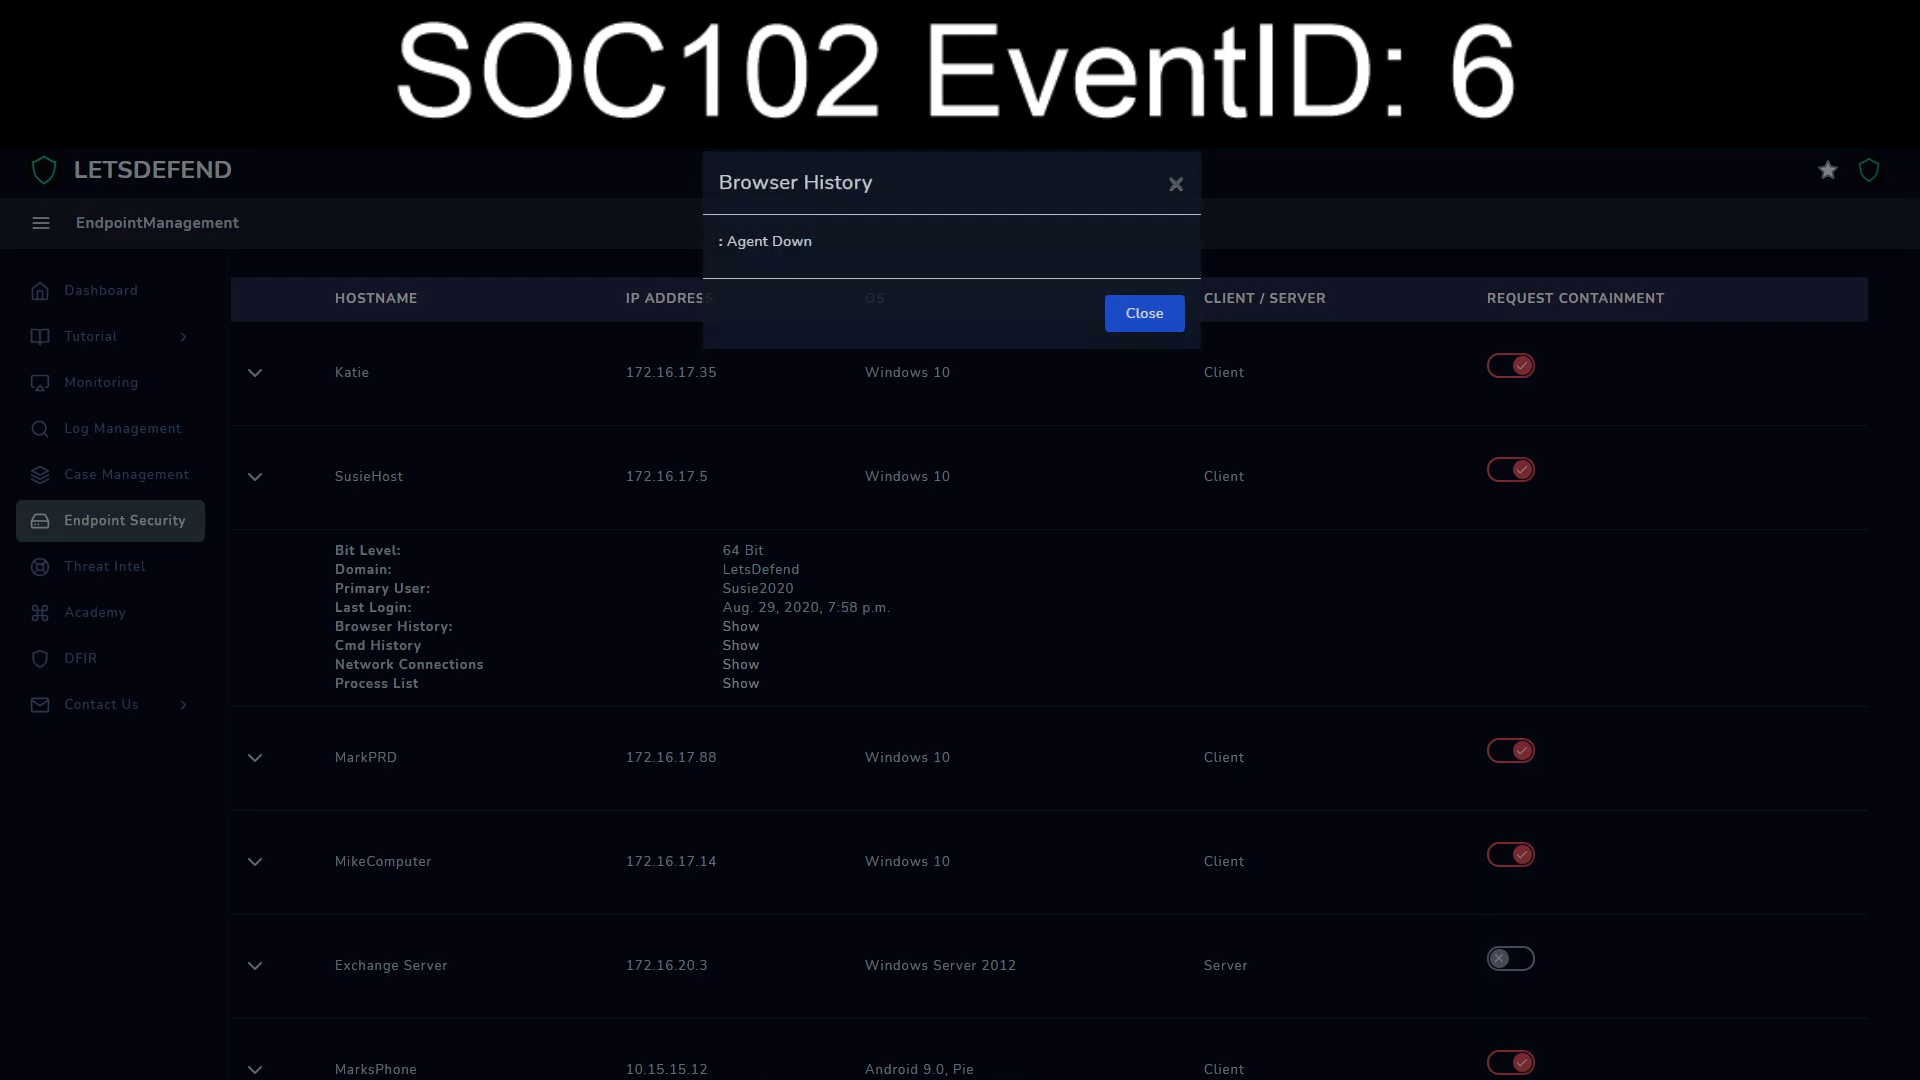 SOC102 EventID: 6
LETSDEFEND
Browser History
EndpointManagement
: Agent Down
Close
Dashboard
Tutorial
Monitoring
Log Management
Case Management
Endpoint Security
Threat Intel
Academy
DFIR
Contact Us
HOSTNAME IP ADDRESS OS CLIENT / SERVER REQUEST CONTAINMENT
Katie 172.16.17.35 Windows 10 Client
SusieHost 172.16.17.5 Windows 10 Client
Bit Level: 64 Bit
Domain: LetsDefend
Primary User: Susie2020
Last Login: Aug. 29, 2020, 7:58 p.m.
Browser History: Show
Cmd History Show
Network Connections Show
Process List Show
MarkPRD 172.16.17.88 Windows 10 Client
MikeComputer 172.16.17.14 Windows 10 Client
Exchange Server 172.16.20.3 Windows Server 2012 Server
MarksPhone 10.15.15.12 Android 9.0, Pie Client